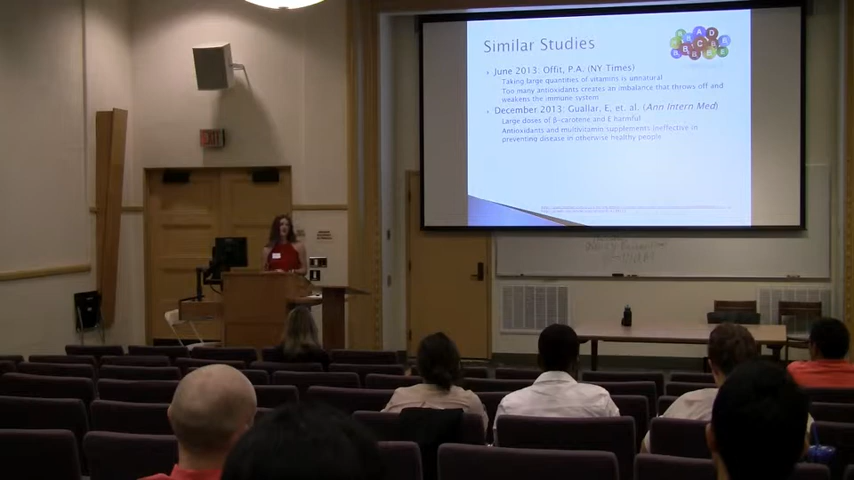 Similar Studies
June 2013: Offit, P.A. (NY Times)
Taking large quantities of vitamins is unnatural
Too many antioxidants creates an imbalance that throws off and
weakens the immune system
December 2013: Guallar, E, et. al. (Ann Intern Med)
Large doses of β-carotene and E harmful
Antioxidants and multivitamin supplements ineffective in
preventing disease in otherwise healthy people